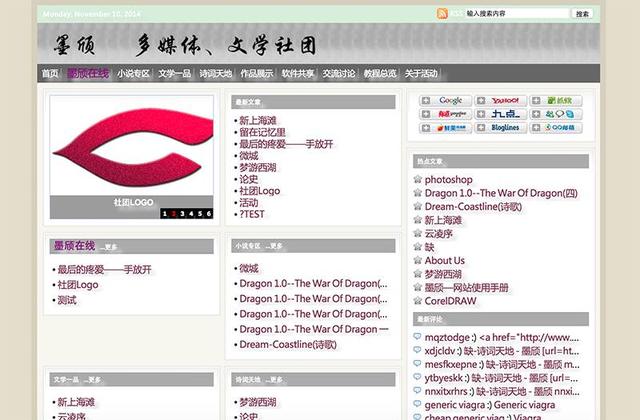 Monday, November 10, 2014
RSS
输入搜索内容
搜索
墨颀 多媒体、文学社团
首页 墨颀在线 小说专区 文学一品 诗词天地 作品展示 软件共享 交流讨论 教程总览 关于活动
社团LOGO
1 2 3 4 5 6
最新文章
新上海滩
留在记忆里
最后的疼爱——手放开
微城
梦游西湖
论史
社团Logo
活动
?TEST
Google
YAHOO!
抓虾
有道
九点
鲜果
Bloglines
QQ邮箱
热点文章
photoshop
Dragon 1.0--The War Of Dragon(四)
Dream-Coastline(诗歌)
新上海滩
云凌序
缺
About Us
梦游西湖
墨颀—网站使用手册
CorelDRAW
墨颀在线 ...更多
最后的疼爱——手放开
社团Logo
测试
小说专区 ...更多
微城
Dragon 1.0--The War Of Dragon(...
Dragon 1.0--The War Of Dragon(...
Dragon 1.0--The War Of Dragon(...
Dragon 1.0--The War Of Dragon 一
Dream-Coastline(诗歌)
最新评论
mqztodge :) <a href="http://www....
xdjcldv :) 缺-诗词天地 - 墨颀 [url=ht...
mesfkxepne :) 缺-诗词天地 - 墨颀...
ytbyeskk :) 缺-诗词天地 - 墨颀 [url=h...
nnxitxrhrs :) 缺-诗词天地 - 墨颀 nnxi...
generic viagra :) Generic viagra
cheap generic viag :) Viagra
文学一品 ...更多
新上海滩
云凌序
诗词天地 ...更多
梦游西湖
论史